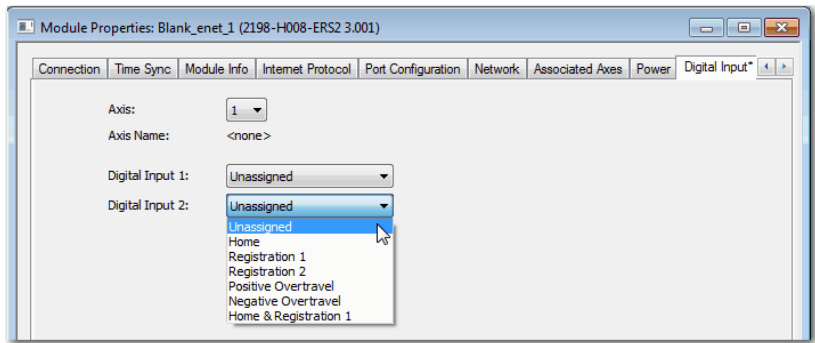 Module Properties: Blank_enet_1 (2198-H008-ERS2 3.001)
Connection Time Sync Module Info Internet Protocol Port Configuration Network Associated Axes Power Digital Input*
Axis: 1
Axis Name: <none>
Digital Input 1: Unassigned
Digital Input 2: Unassigned
Unassigned
Home
Registration 1
Registration 2
Positive Overtravel
Negative Overtravel
Home & Registration 1